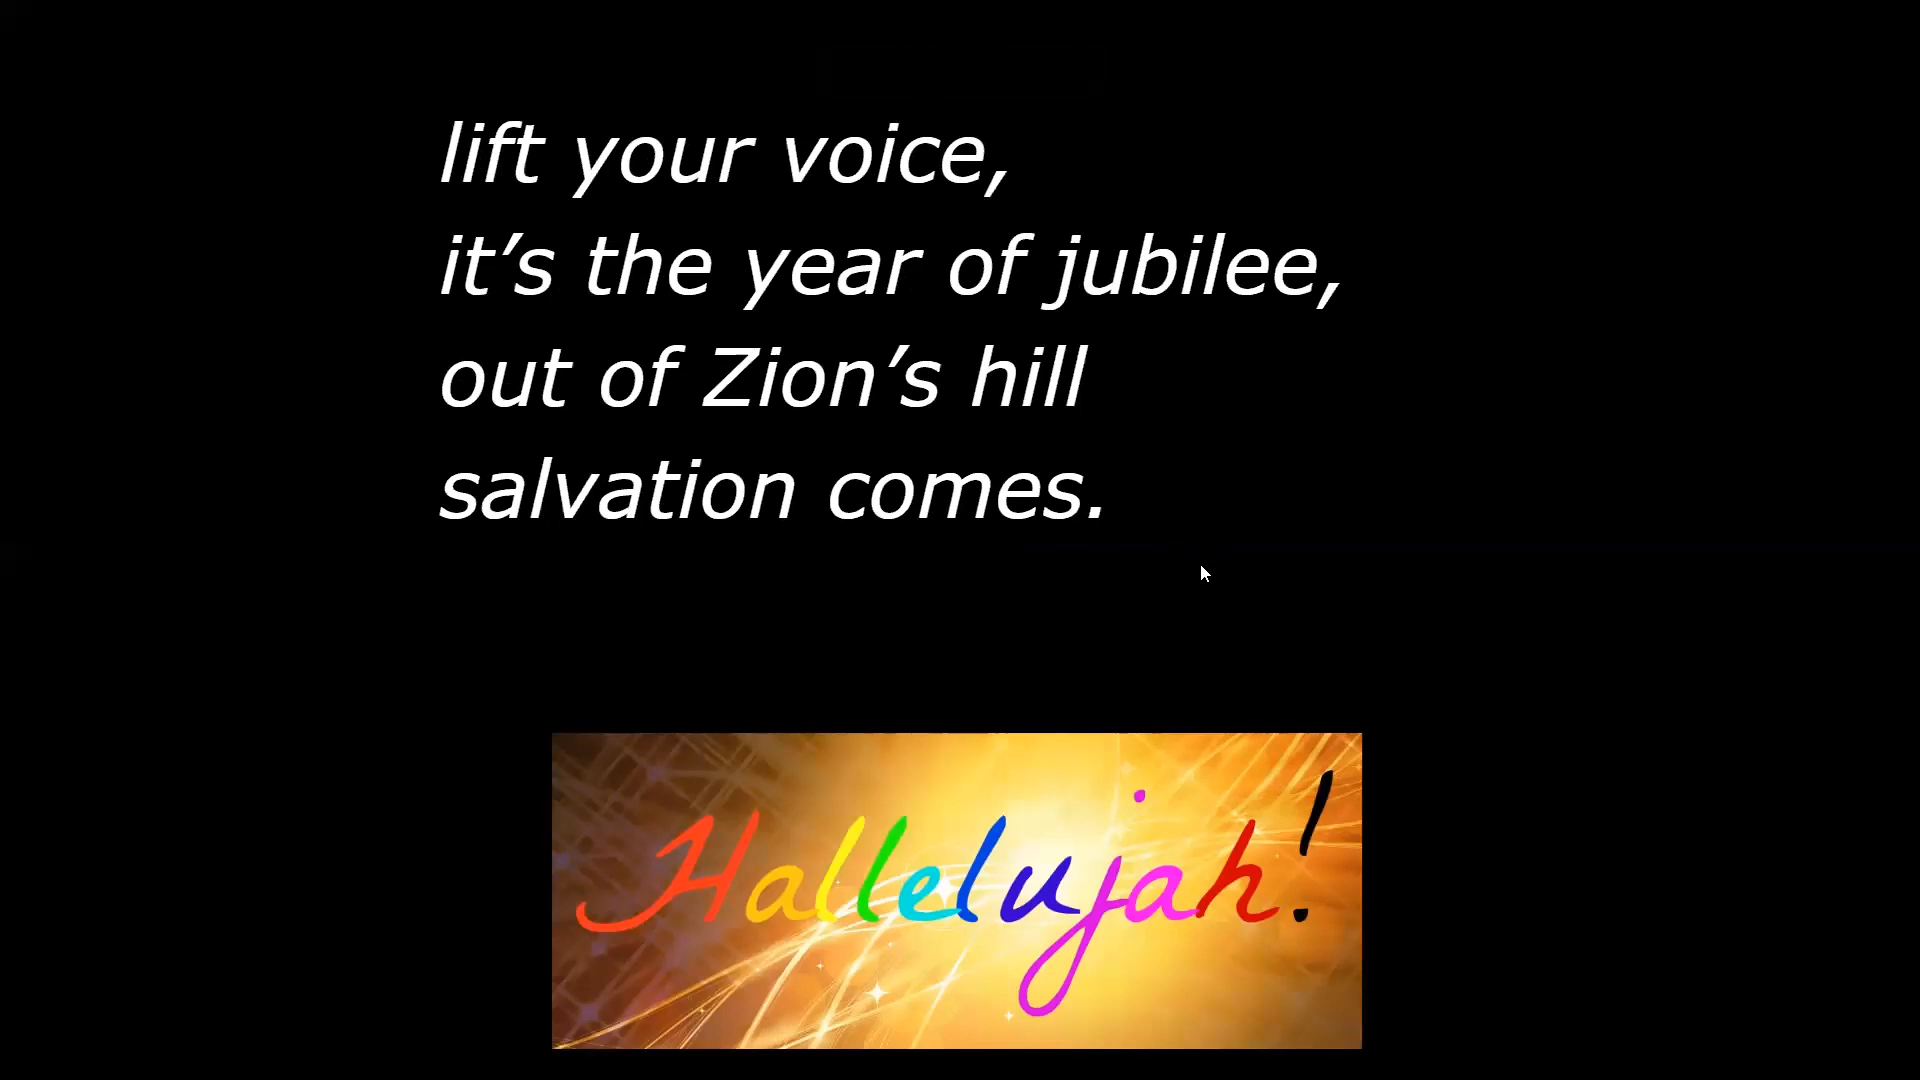 lift your voice,
it’s the year of jubilee,
out of Zion’s hill
salvation comes.
Hallelujah!